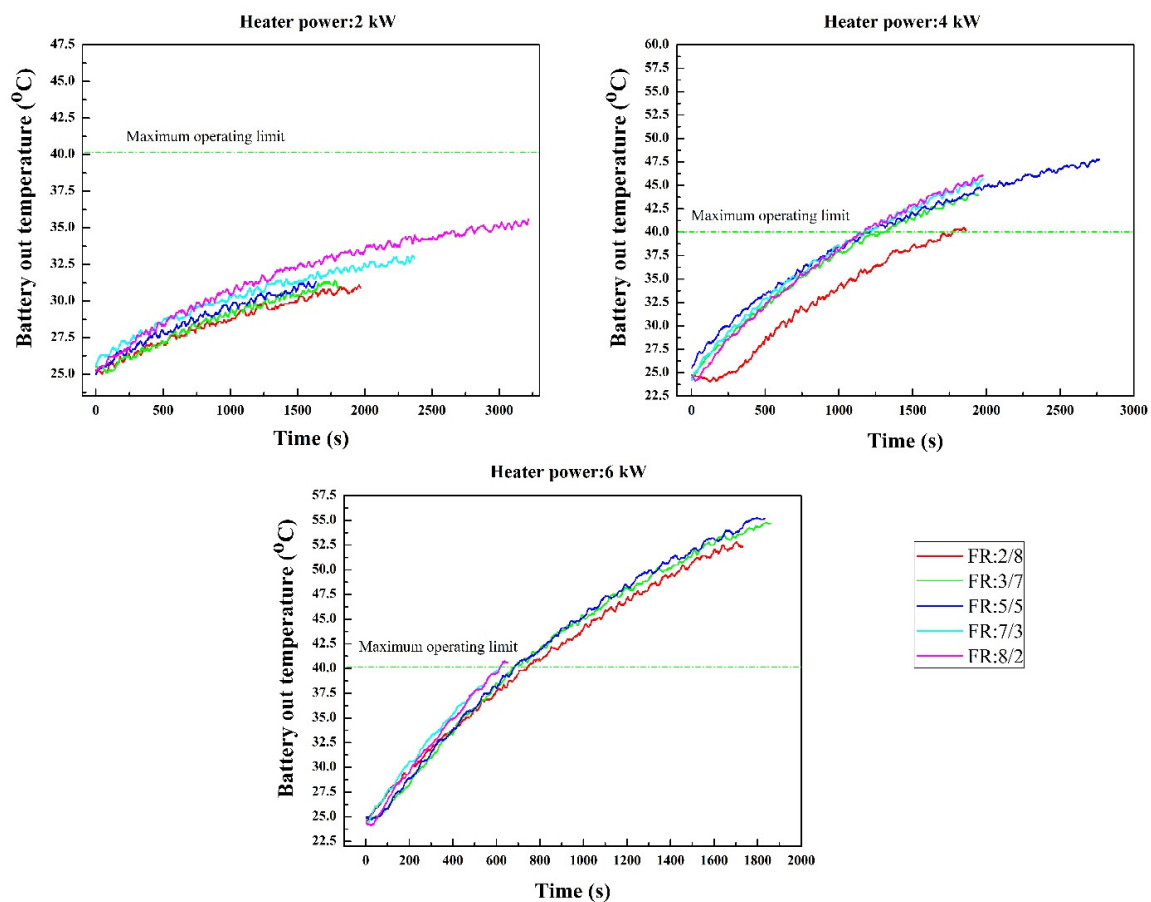 Heater power:2 kW
Battery out temperature (⁰C)
47.5
45.0
42.5
40.0
37.5
35.0
32.5
30.0
27.5
25.0
Maximum operating limit
0 500 1000 1500 2000 2500 3000
Time (s)
Heater power:4 kW
Battery out temperature (⁰C)
60.0
57.5
55.0
52.5
50.0
47.5
45.0
42.5
40.0
37.5
35.0
32.5
30.0
27.5
25.0
22.5
Maximum operating limit
0 500 1000 1500 2000 2500 3000
Time (s)
Heater power:6 kW
Battery out temperature (⁰C)
57.5
55.0
52.5
50.0
47.5
45.0
42.5
40.0
37.5
35.0
32.5
30.0
27.5
25.0
22.5
Maximum operating limit
0 200 400 600 800 1000 1200 1400 1600 1800 2000
Time (s)
FR:2/8
FR:3/7
FR:5/5
FR:7/3
FR:8/2